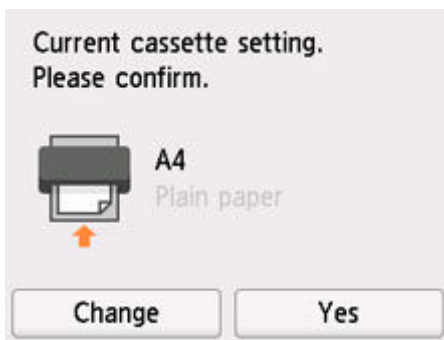 Current cassette setting.
Please confirm.
A4
Plain paper
Change
Yes